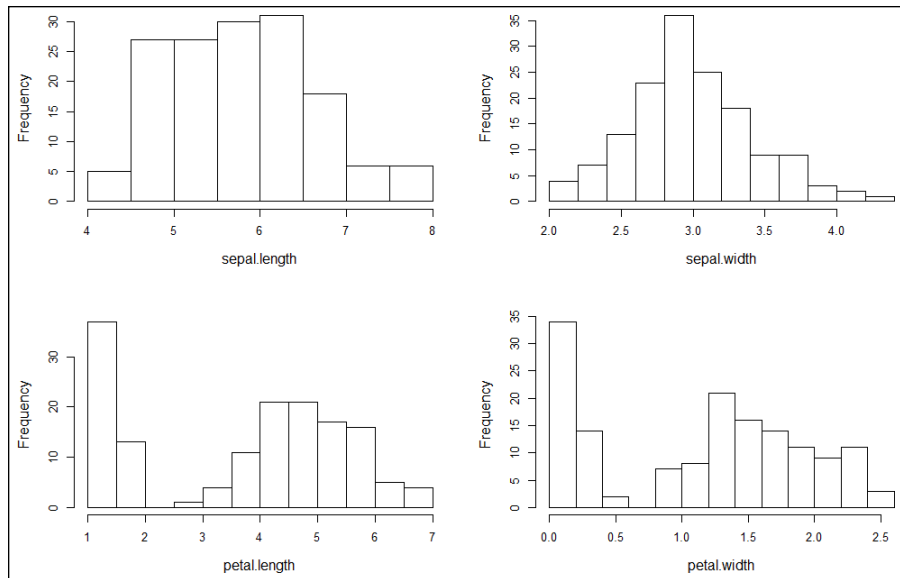 Frequency
0 5 10 15 20 25 30
4 5 6 7 8
sepal.length
Frequency
0 5 10 15 20 25 30 35
2.0 2.5 3.0 3.5 4.0
sepal.width
Frequency
0 10 20 30
1 2 3 4 5 6 7
petal.length
Frequency
0 5 10 15 20 25 30 35
0.0 0.5 1.0 1.5 2.0 2.5
petal.width